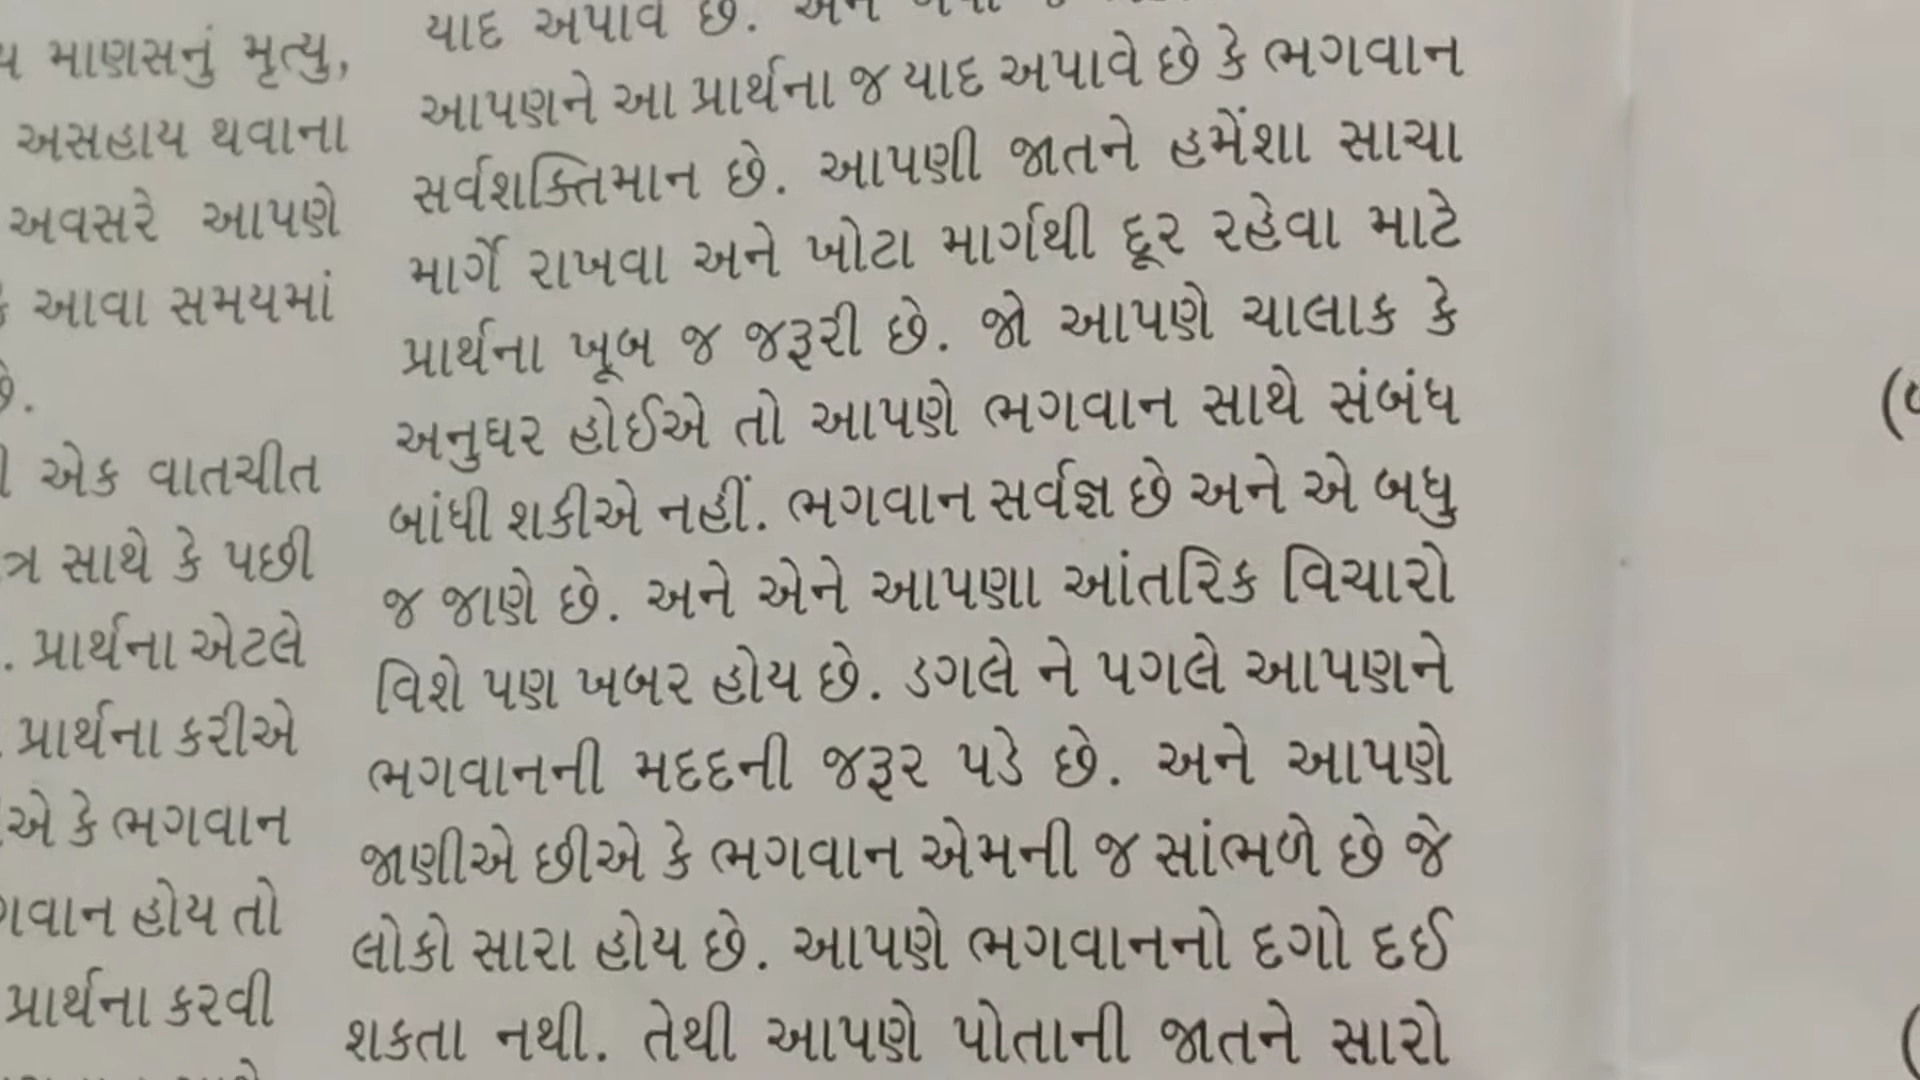 માણસનું મૃત્યુ,
અસહાય થવાના
અવસરે આપણે
આવા સમયમાં
છે.
એક વાતચીત
સાથે કે પછી
. પ્રાર્થના એટલે
પ્રાર્થના કરીએ
કે ભગવાન
હોય તો
પ્રાર્થના કરવી
યાદ અપાવે છે.
આપણને આ પ્રાર્થના જ યાદ અપાવે છે કે ભગવાન
સર્વશક્તિમાન છે. આપણી જાતને હમેંશા સાચા
માર્ગે રાખવા અને ખોટા માર્ગથી દૂર રહેવા માટે
પ્રાર્થના ખૂબ જ જરૂરી છે. જો આપણે ચાલાક કે
અનુધર હોઈએ તો આપણે ભગવાન સાથે સંબંધ
બાંધી શકીએ નહીં. ભગવાન સર્વજ્ઞ છે અને એ બધુ
જ જાણે છે. અને એને આપણા આંતરિક વિચારો
વિશે પણ ખબર હોય છે. ડગલે ને પગલે આપણને
ભગવાનની મદદની જરૂર પડે છે. અને આપણે
જાણીએ છીએ કે ભગવાન એમની જ સાંભળે છે જે
લોકો સારા હોય છે. આપણે ભગવાનનો દગો દઈ
શકતા નથી. તેથી આપણે પોતાની જાતને સારો